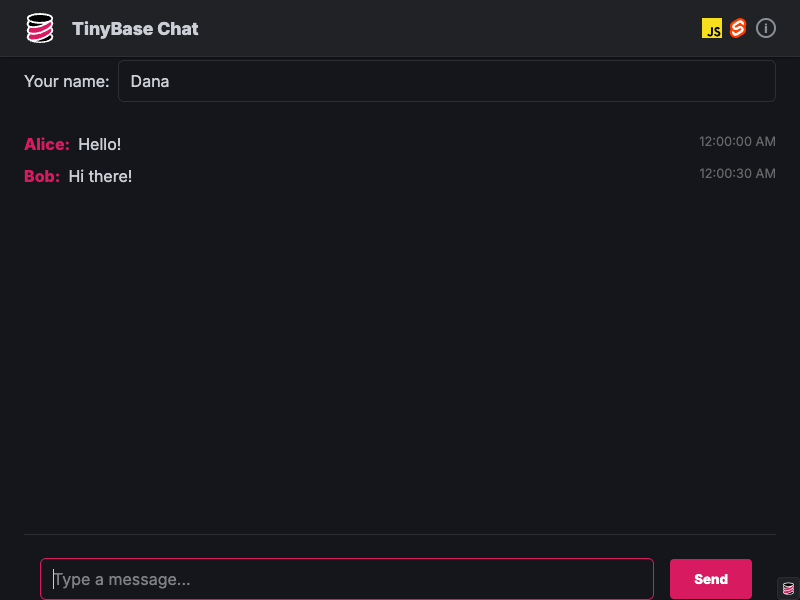 TinyBase Chat
JS
Your name: Dana
Alice: Hello! 12:00:00 AM
Bob: Hi there! 12:00:30 AM
Type a message...
Send